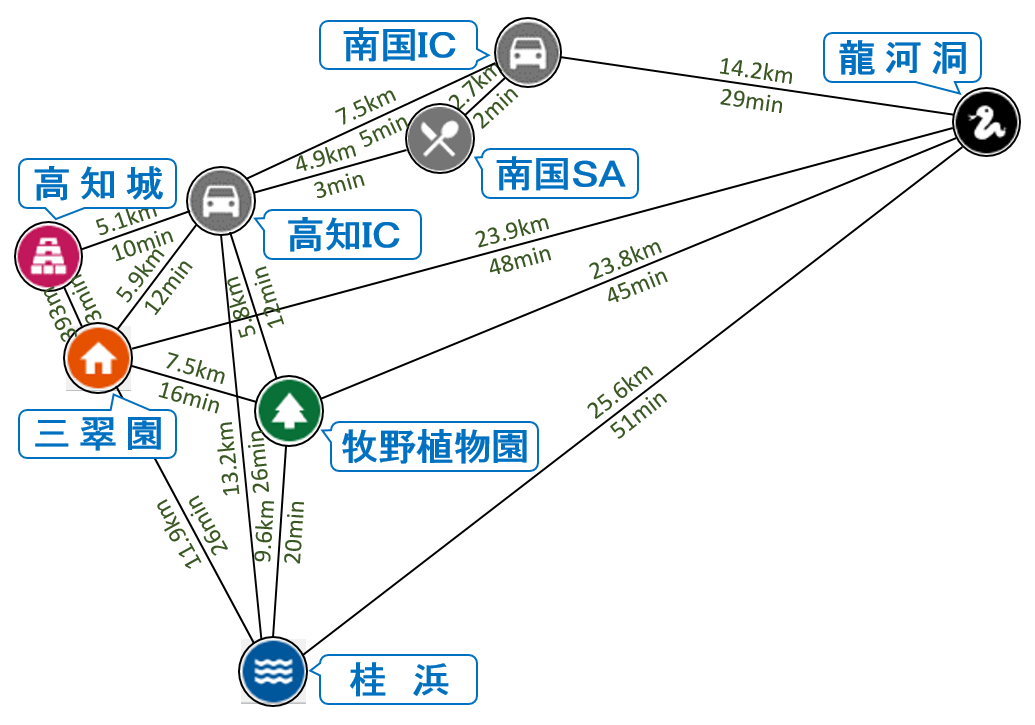 南国IC
龍河洞
14.2km
29min
2.7km
2min
7.5km
5min
4.9km
3min
南国SA
高知城
5.1km
10min
高知IC
5.9km
12min
23.9km
48min
23.8km
45min
393m
3min
5.8km
12min
7.5km
16min
三翠園
牧野植物園
25.6km
51min
13.2km
26min
9.6km
20min
11.9km
26min
桂浜